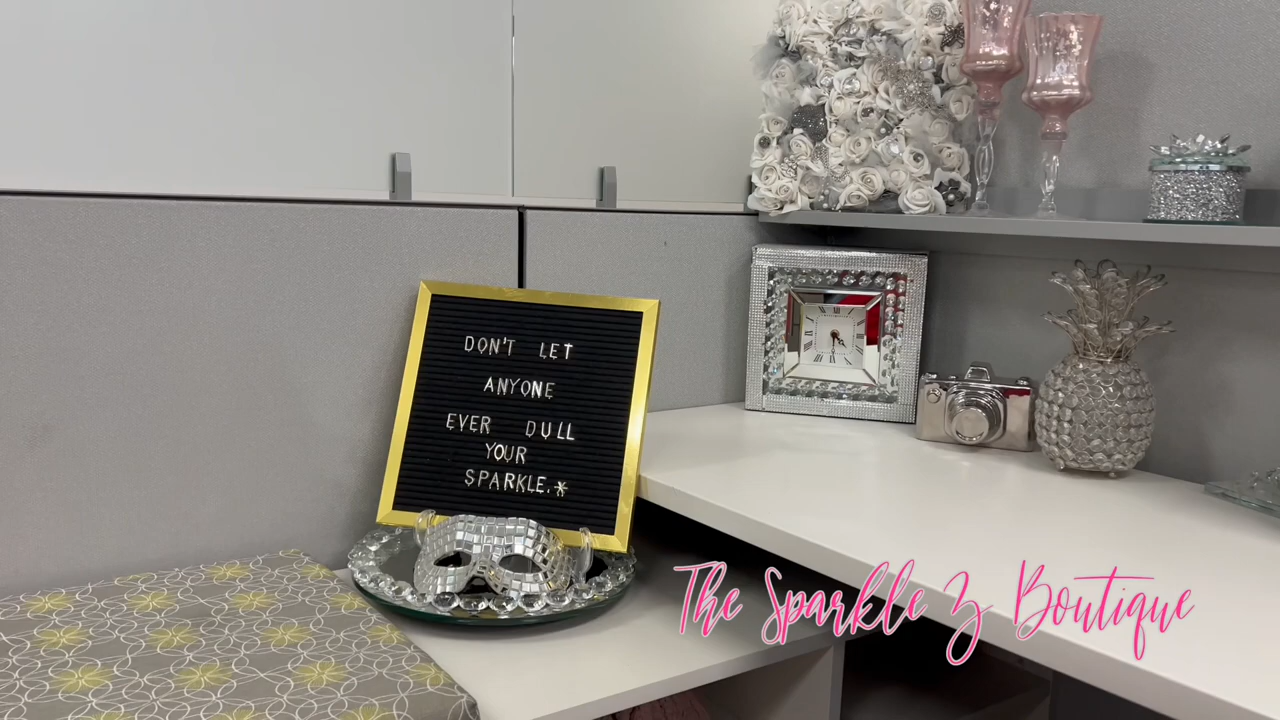 DON'T LET
ANYONE
EVER DULL
YOUR
SPARKLE.*
The Sparkle Z Boutique